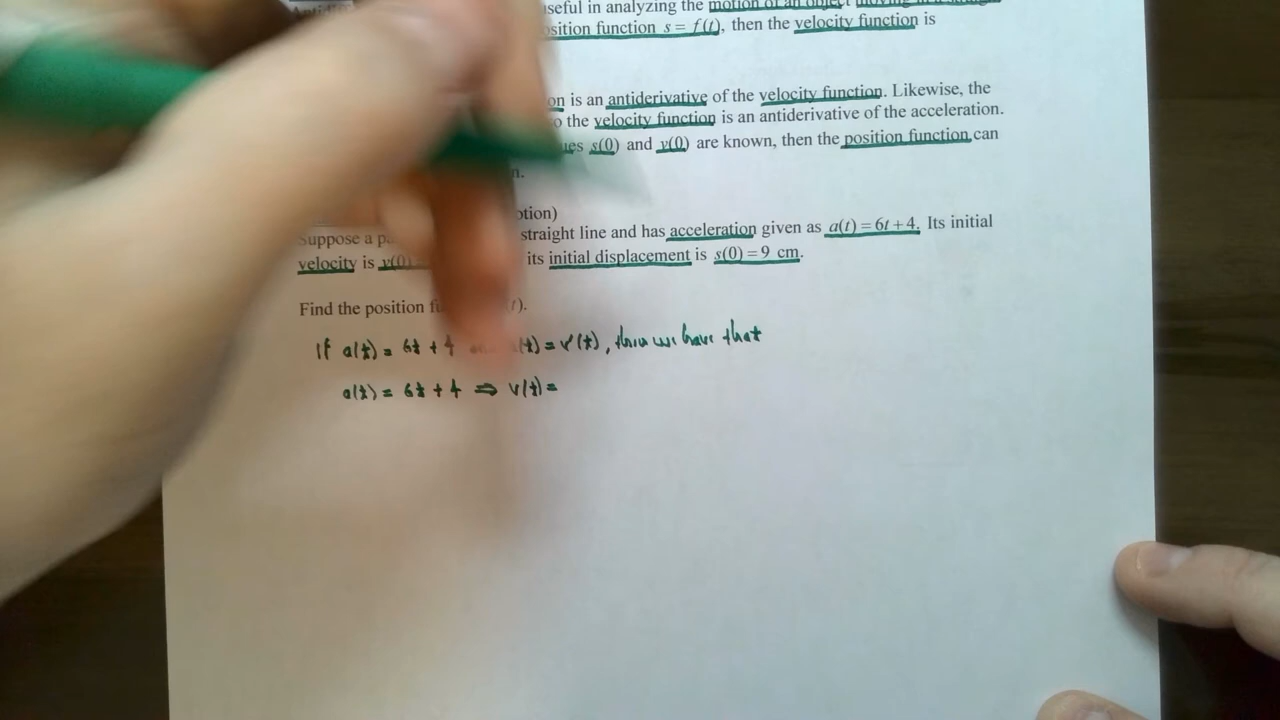 useful in analyzing the motion of an object moving in a straight
position function s = f(t), then the velocity function is
on is an antiderivative of the velocity function. Likewise, the
o the velocity function is an antiderivative of the acceleration.
ues s(0) and v(0) are known, then the position function can
n.
otion)
Suppose a straight line and has acceleration given as a(t) = 6t + 4. Its initial
velocity is v(0) its initial displacement is s(0) = 9 cm.
Find the position (t).
If a(t) = 6t + 4 (t) = v'(t), then we have that
a(t) = 6t + 4 ⇒ v(t) =